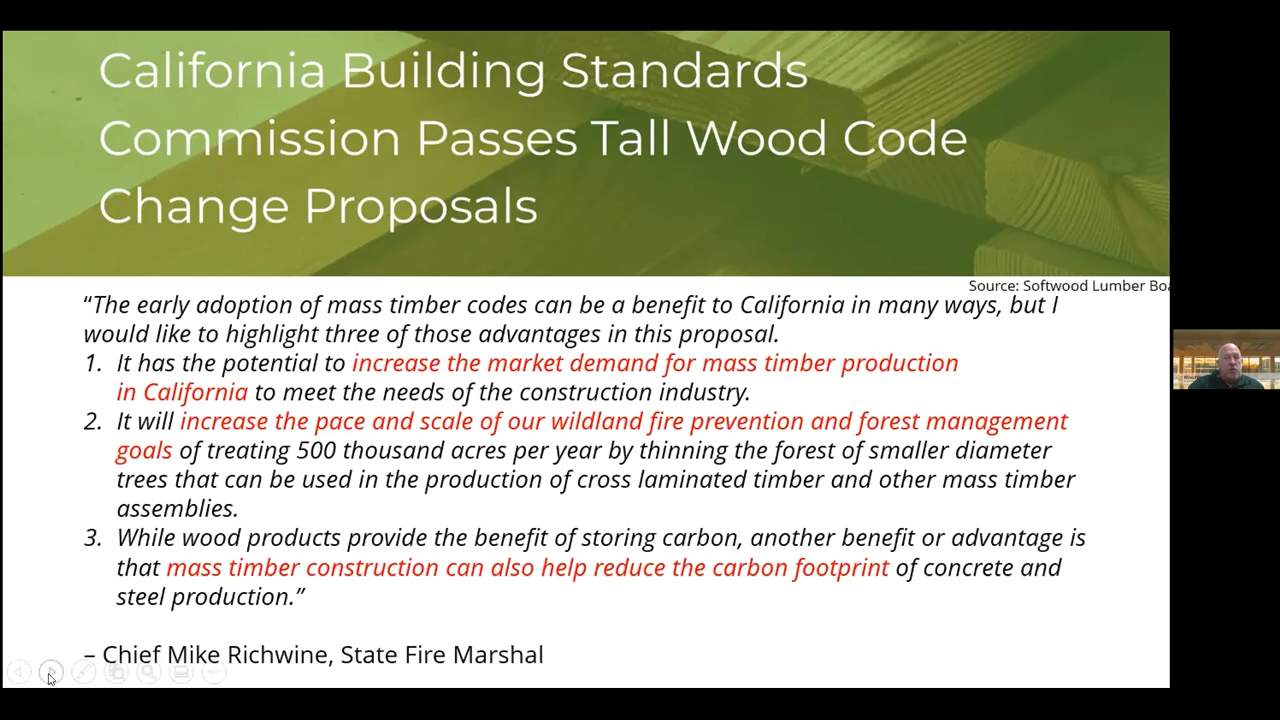 California Building Standards
Commission Passes Tall Wood Code
Change Proposals
Source: Softwood Lumber Boa
“The early adoption of mass timber codes can be a benefit to California in many ways, but I
would like to highlight three of those advantages in this proposal.
1. It has the potential to increase the market demand for mass timber production
in California to meet the needs of the construction industry.
2. It will increase the pace and scale of our wildland fire prevention and forest management
goals of treating 500 thousand acres per year by thinning the forest of smaller diameter
trees that can be used in the production of cross laminated timber and other mass timber
assemblies.
3. While wood products provide the benefit of storing carbon, another benefit or advantage is
that mass timber construction can also help reduce the carbon footprint of concrete and
steel production.”
– Chief Mike Richwine, State Fire Marshal